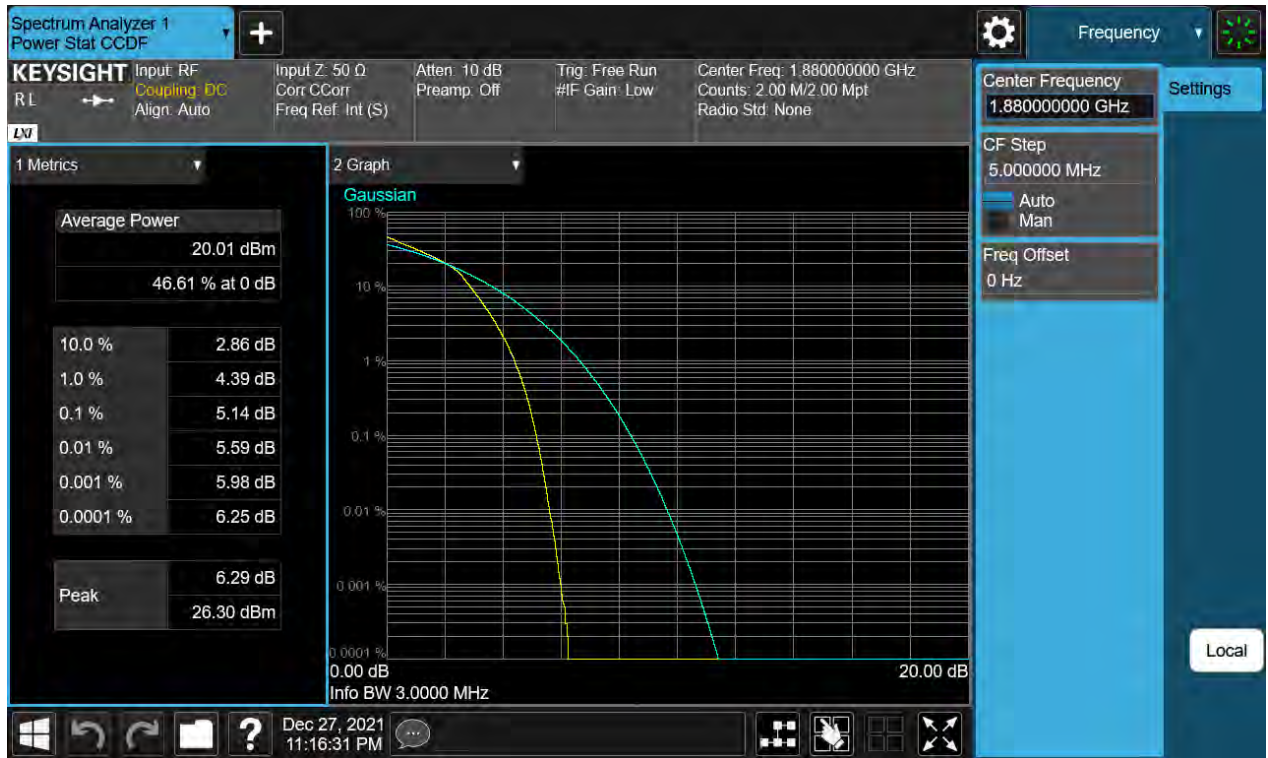 Spectrum Analyzer 1
Power Stat CCDF
+
Frequency
KEYSIGHT
RL
LXI
Input: RF
Coupling: DC
Align: Auto
Input Z: 50 Ω
Corr CCorr
Freq Ref: Int (S)
Atten: 10 dB
Preamp: Off
Trig: Free Run
#IF Gain: Low
Center Freq: 1.880000000 GHz
Counts: 2.00 M/2.00 Mpt
Radio Std: None
Center Frequency
1.880000000 GHz
Settings
CF Step
5.000000 MHz
Auto
Man
Freq Offset
0 Hz
Local
1 Metrics
Average Power
20.01 dBm
46.61 % at 0 dB
10.0 % 2.86 dB
1.0 % 4.39 dB
0.1 % 5.14 dB
0.01 % 5.59 dB
0.001 % 5.98 dB
0.0001 % 6.25 dB
Peak 6.29 dB
26.30 dBm
2 Graph
Gaussian
100 %
10 %
1 %
0.1 %
0.01 %
0.001 %
0.0001 %
0.00 dB 20.00 dB
Info BW 3.0000 MHz
?
Dec 27, 2021
11:16:31 PM